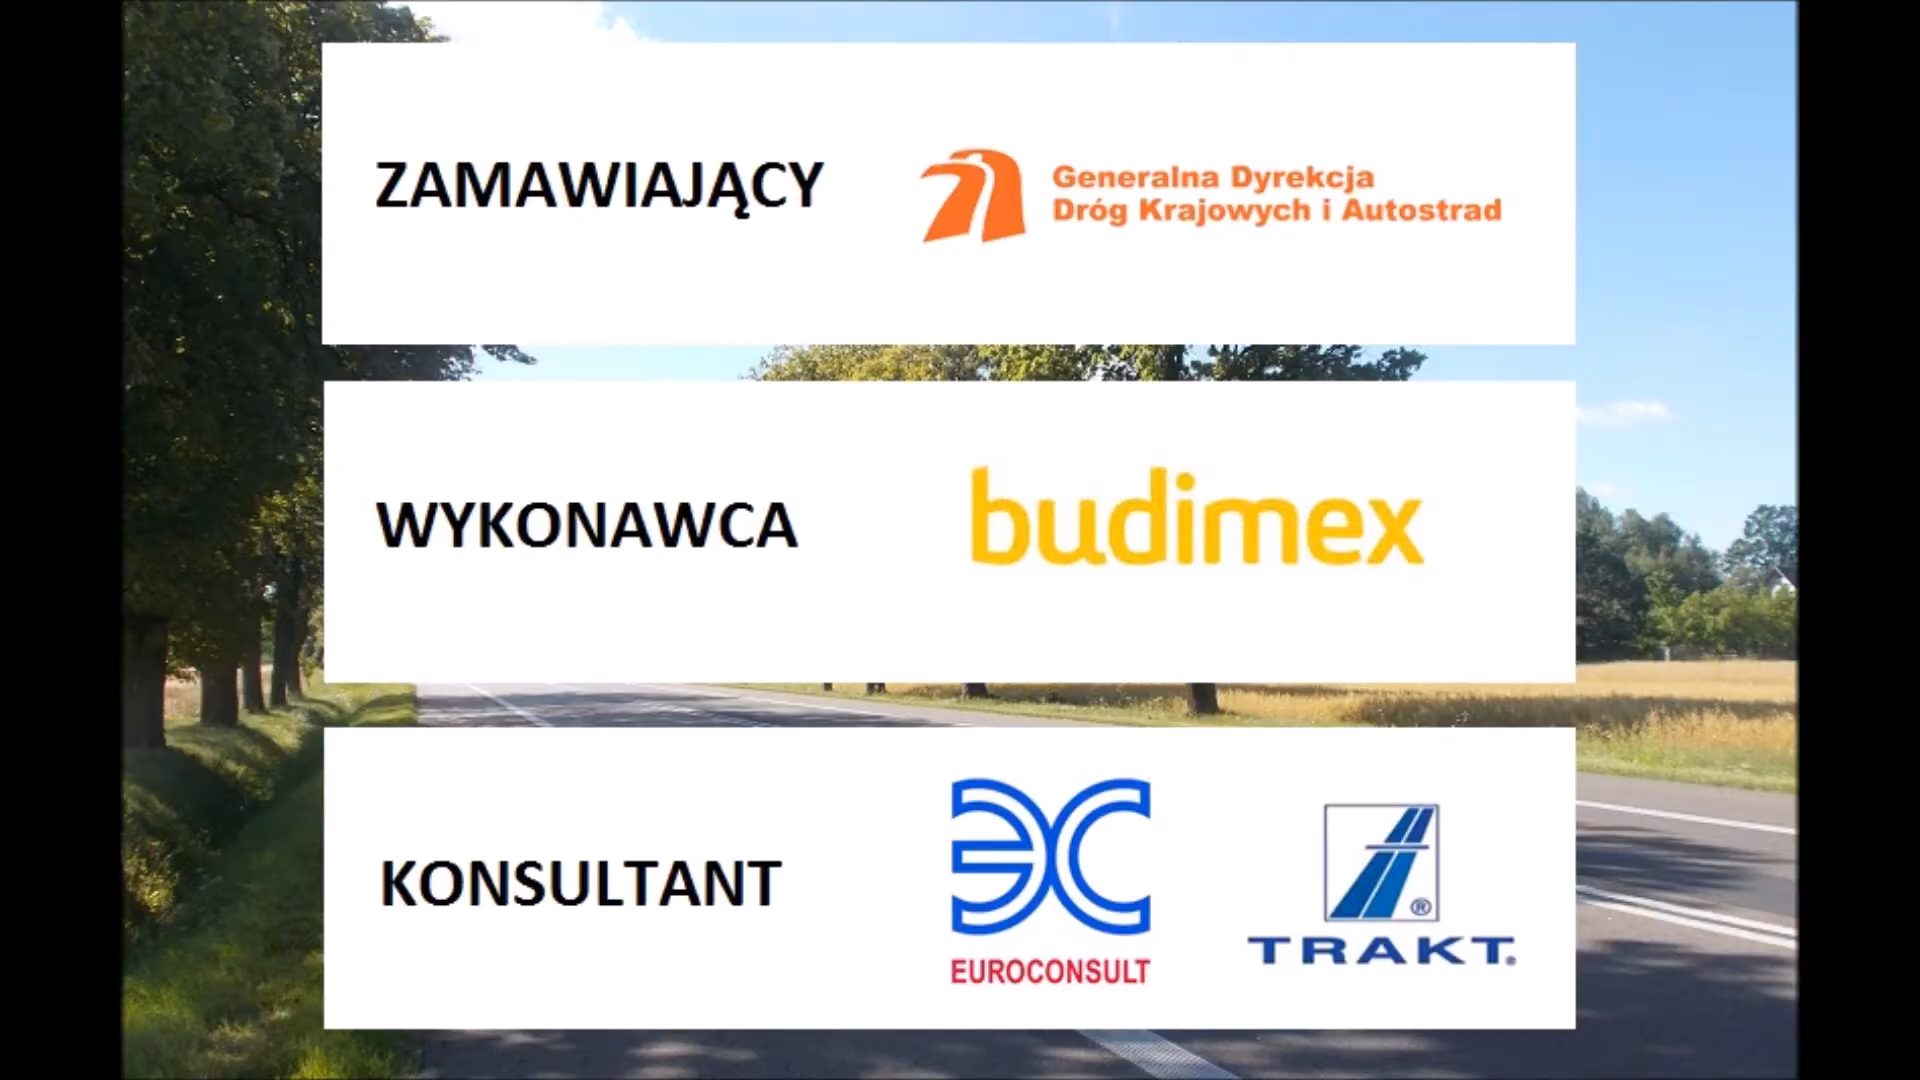 ZAMAWIAJĄCY
Generalna Dyrekcja
Dróg Krajowych i Autostrad
WYKONAWCA
budimex
KONSULTANT
EUROCONSULT
®
TRAKT®